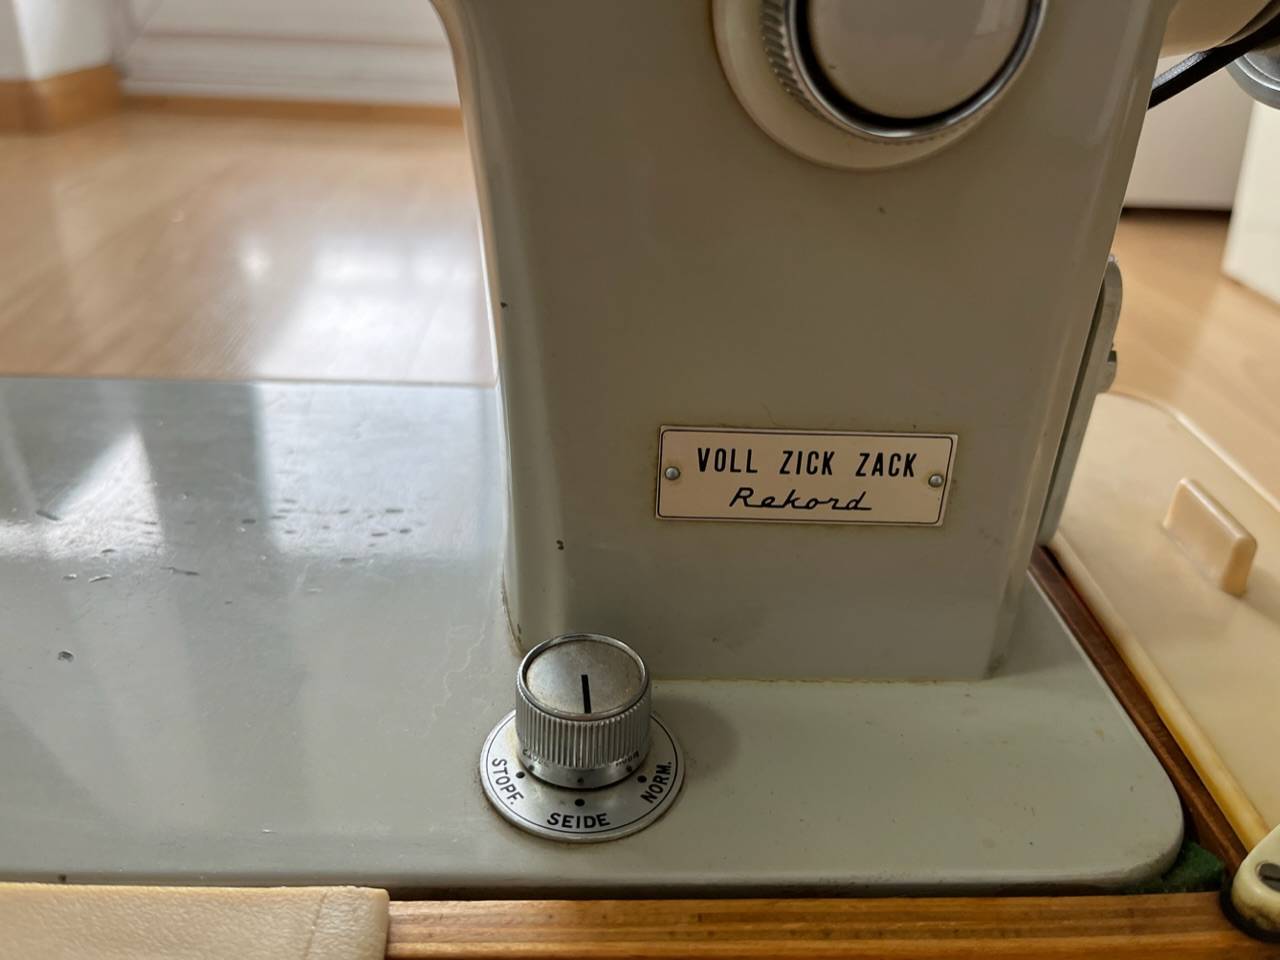 VOLL ZICK ZACK
Rekord
STOPF.
SEIDE
NORM.